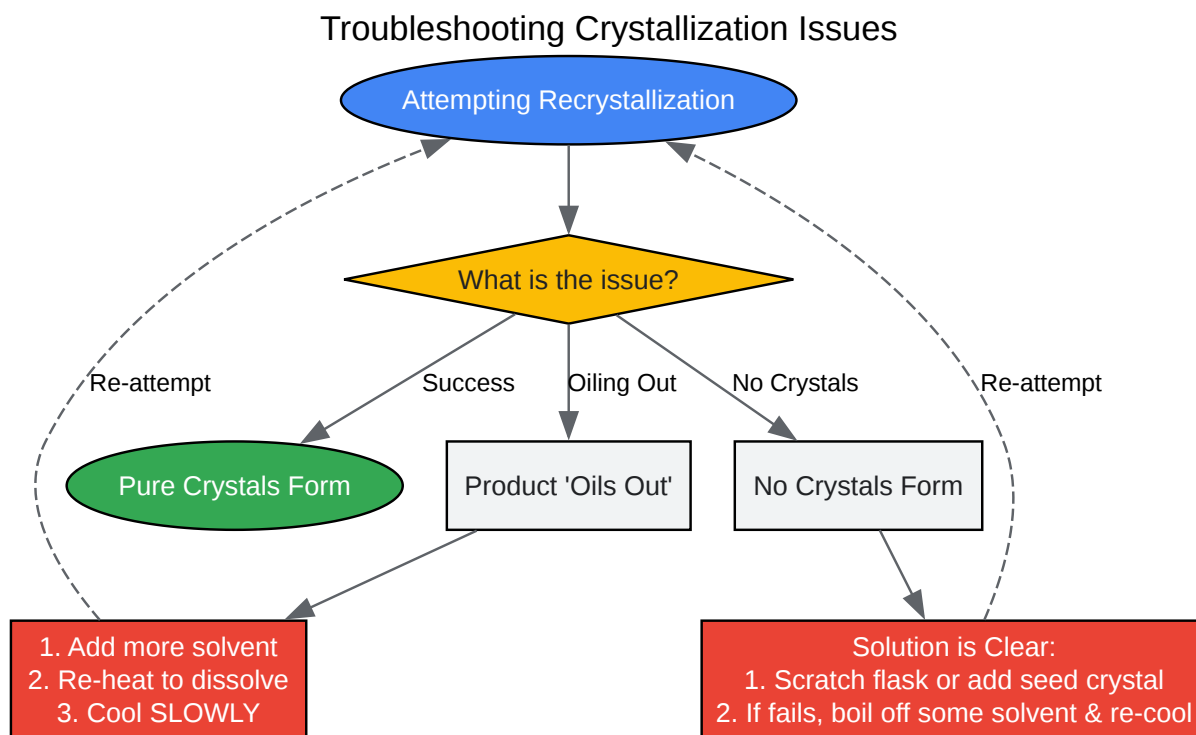 Troubleshooting Crystallization Issues
Attempting Recrystallization
What is the issue?
Re-attempt
Success
Oiling Out
No Crystals
Re-attempt
Pure Crystals Form
Product 'Oils Out'
No Crystals Form
1. Add more solvent
2. Re-heat to dissolve
3. Cool SLOWLY
Solution is Clear:
1. Scratch flask or add seed crystal
2. If fails, boil off some solvent & re-cool